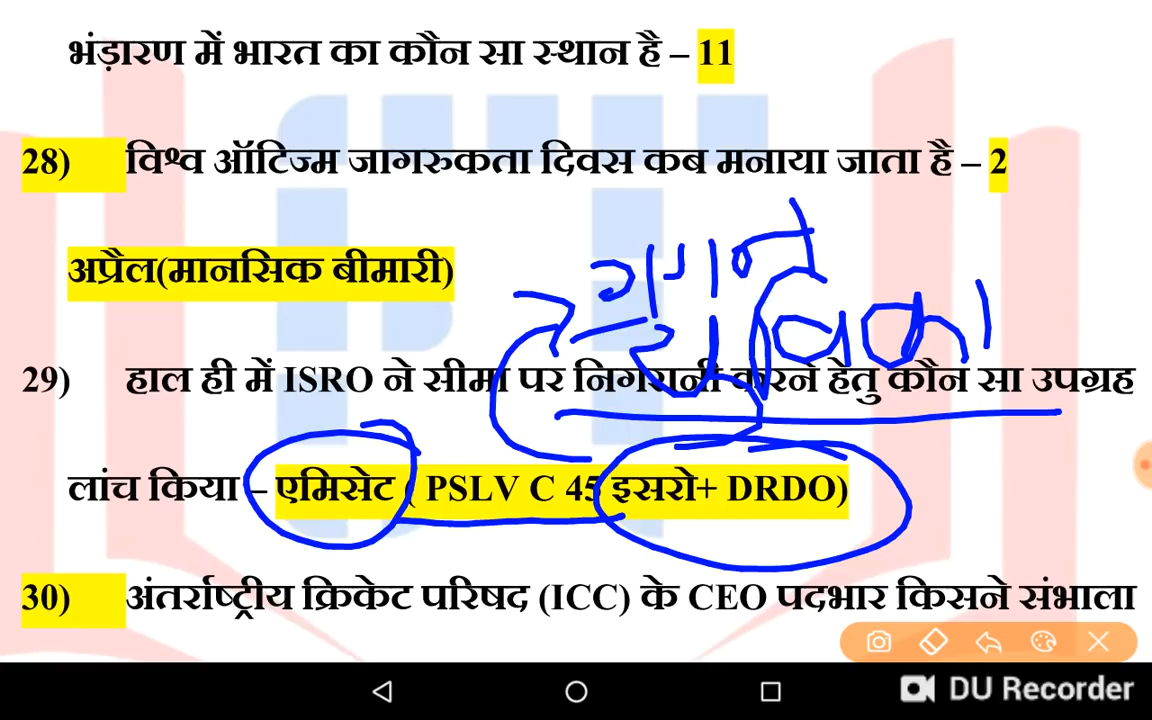 भंड़ारण में भारत का कौन सा स्थान है – 11
28) विश्व ऑटिज्म जागरुकता दिवस कब मनाया जाता है – 2
अप्रैल(मानसिक बीमारी)
29) हाल ही में ISRO ने सीमा पर निगरानी करने हेतु कौन सा उपग्रह
लांच किया – एमिसेट ( PSLV C 45 इसरो+ DRDO)
30) अंतर्राष्ट्रीय क्रिकेट परिषद (ICC) के CEO पदभार किसने संभाला
DU Recorder